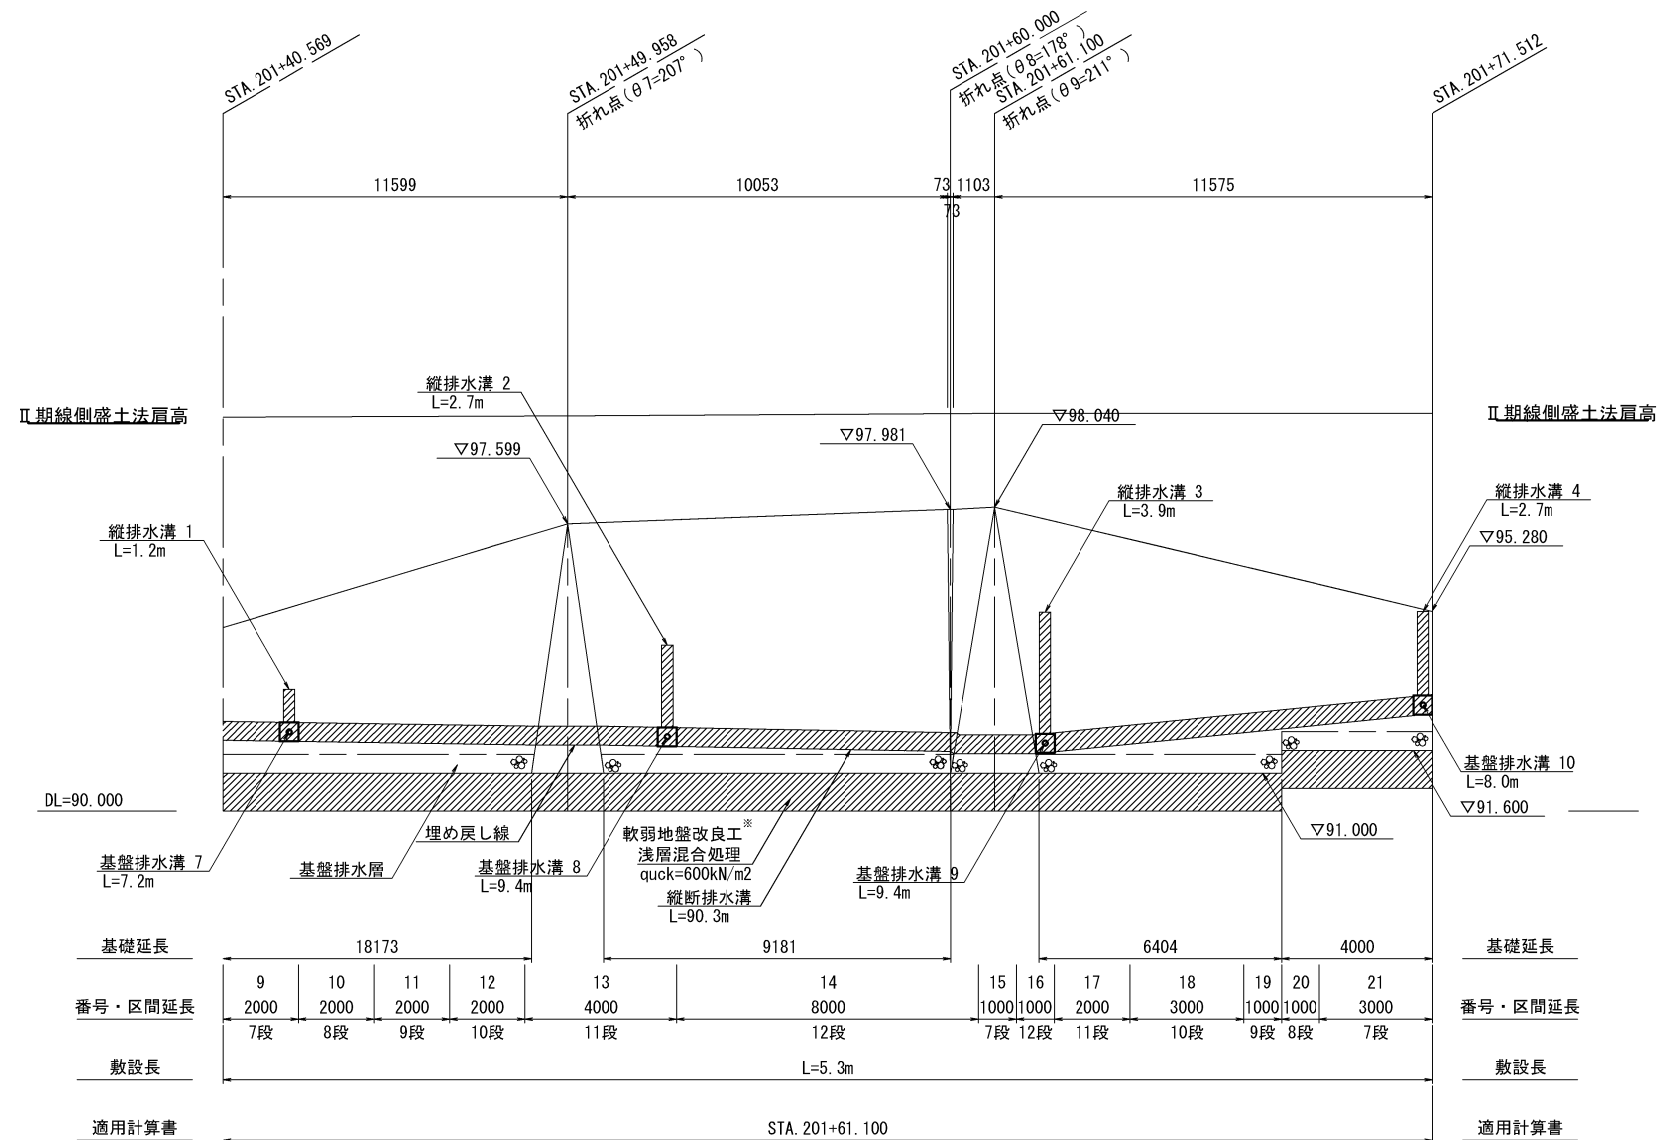 STA.201+40.569
STA.201+49.958
折れ点(θ7=207°)
STA.201+60.000
折れ点(θ8=178°)
STA.201+61.100
折れ点(θ9=211°)
STA.201+71.512
11599
10053
73
1103
11575
73
縦排水溝 2
L=2.7m
Ⅱ期線側盛土法肩高
▽98.040
Ⅱ期線側盛土法肩高
▽97.599
▽97.981
縦排水溝 3
L=3.9m
縦排水溝 4
L=2.7m
縦排水溝 1
L=1.2m
▽95.280
DL=90.000
基盤排水溝 10
L=8.0m
▽91.600
埋め戻し線
軟弱地盤改良工※
浅層混合処理
quck=600kN/m2
▽91.000
基盤排水溝 7
L=7.2m
基盤排水層
基盤排水溝 8
L=9.4m
基盤排水溝 9
L=9.4m
縦断排水溝
L=90.3m
基礎延長 18173 9181 6404 4000 基礎延長
9 10 11 12 13 14 15 16 17 18 19 20 21
番号・区間延長 2000 2000 2000 2000 4000 8000 1000 1000 2000 3000 1000 1000 3000 番号・区間延長
7段 8段 9段 10段 11段 12段 7段 12段 11段 10段 9段 8段 7段
敷設長 L=5.3m 敷設長
適用計算書 STA.201+61.100 適用計算書